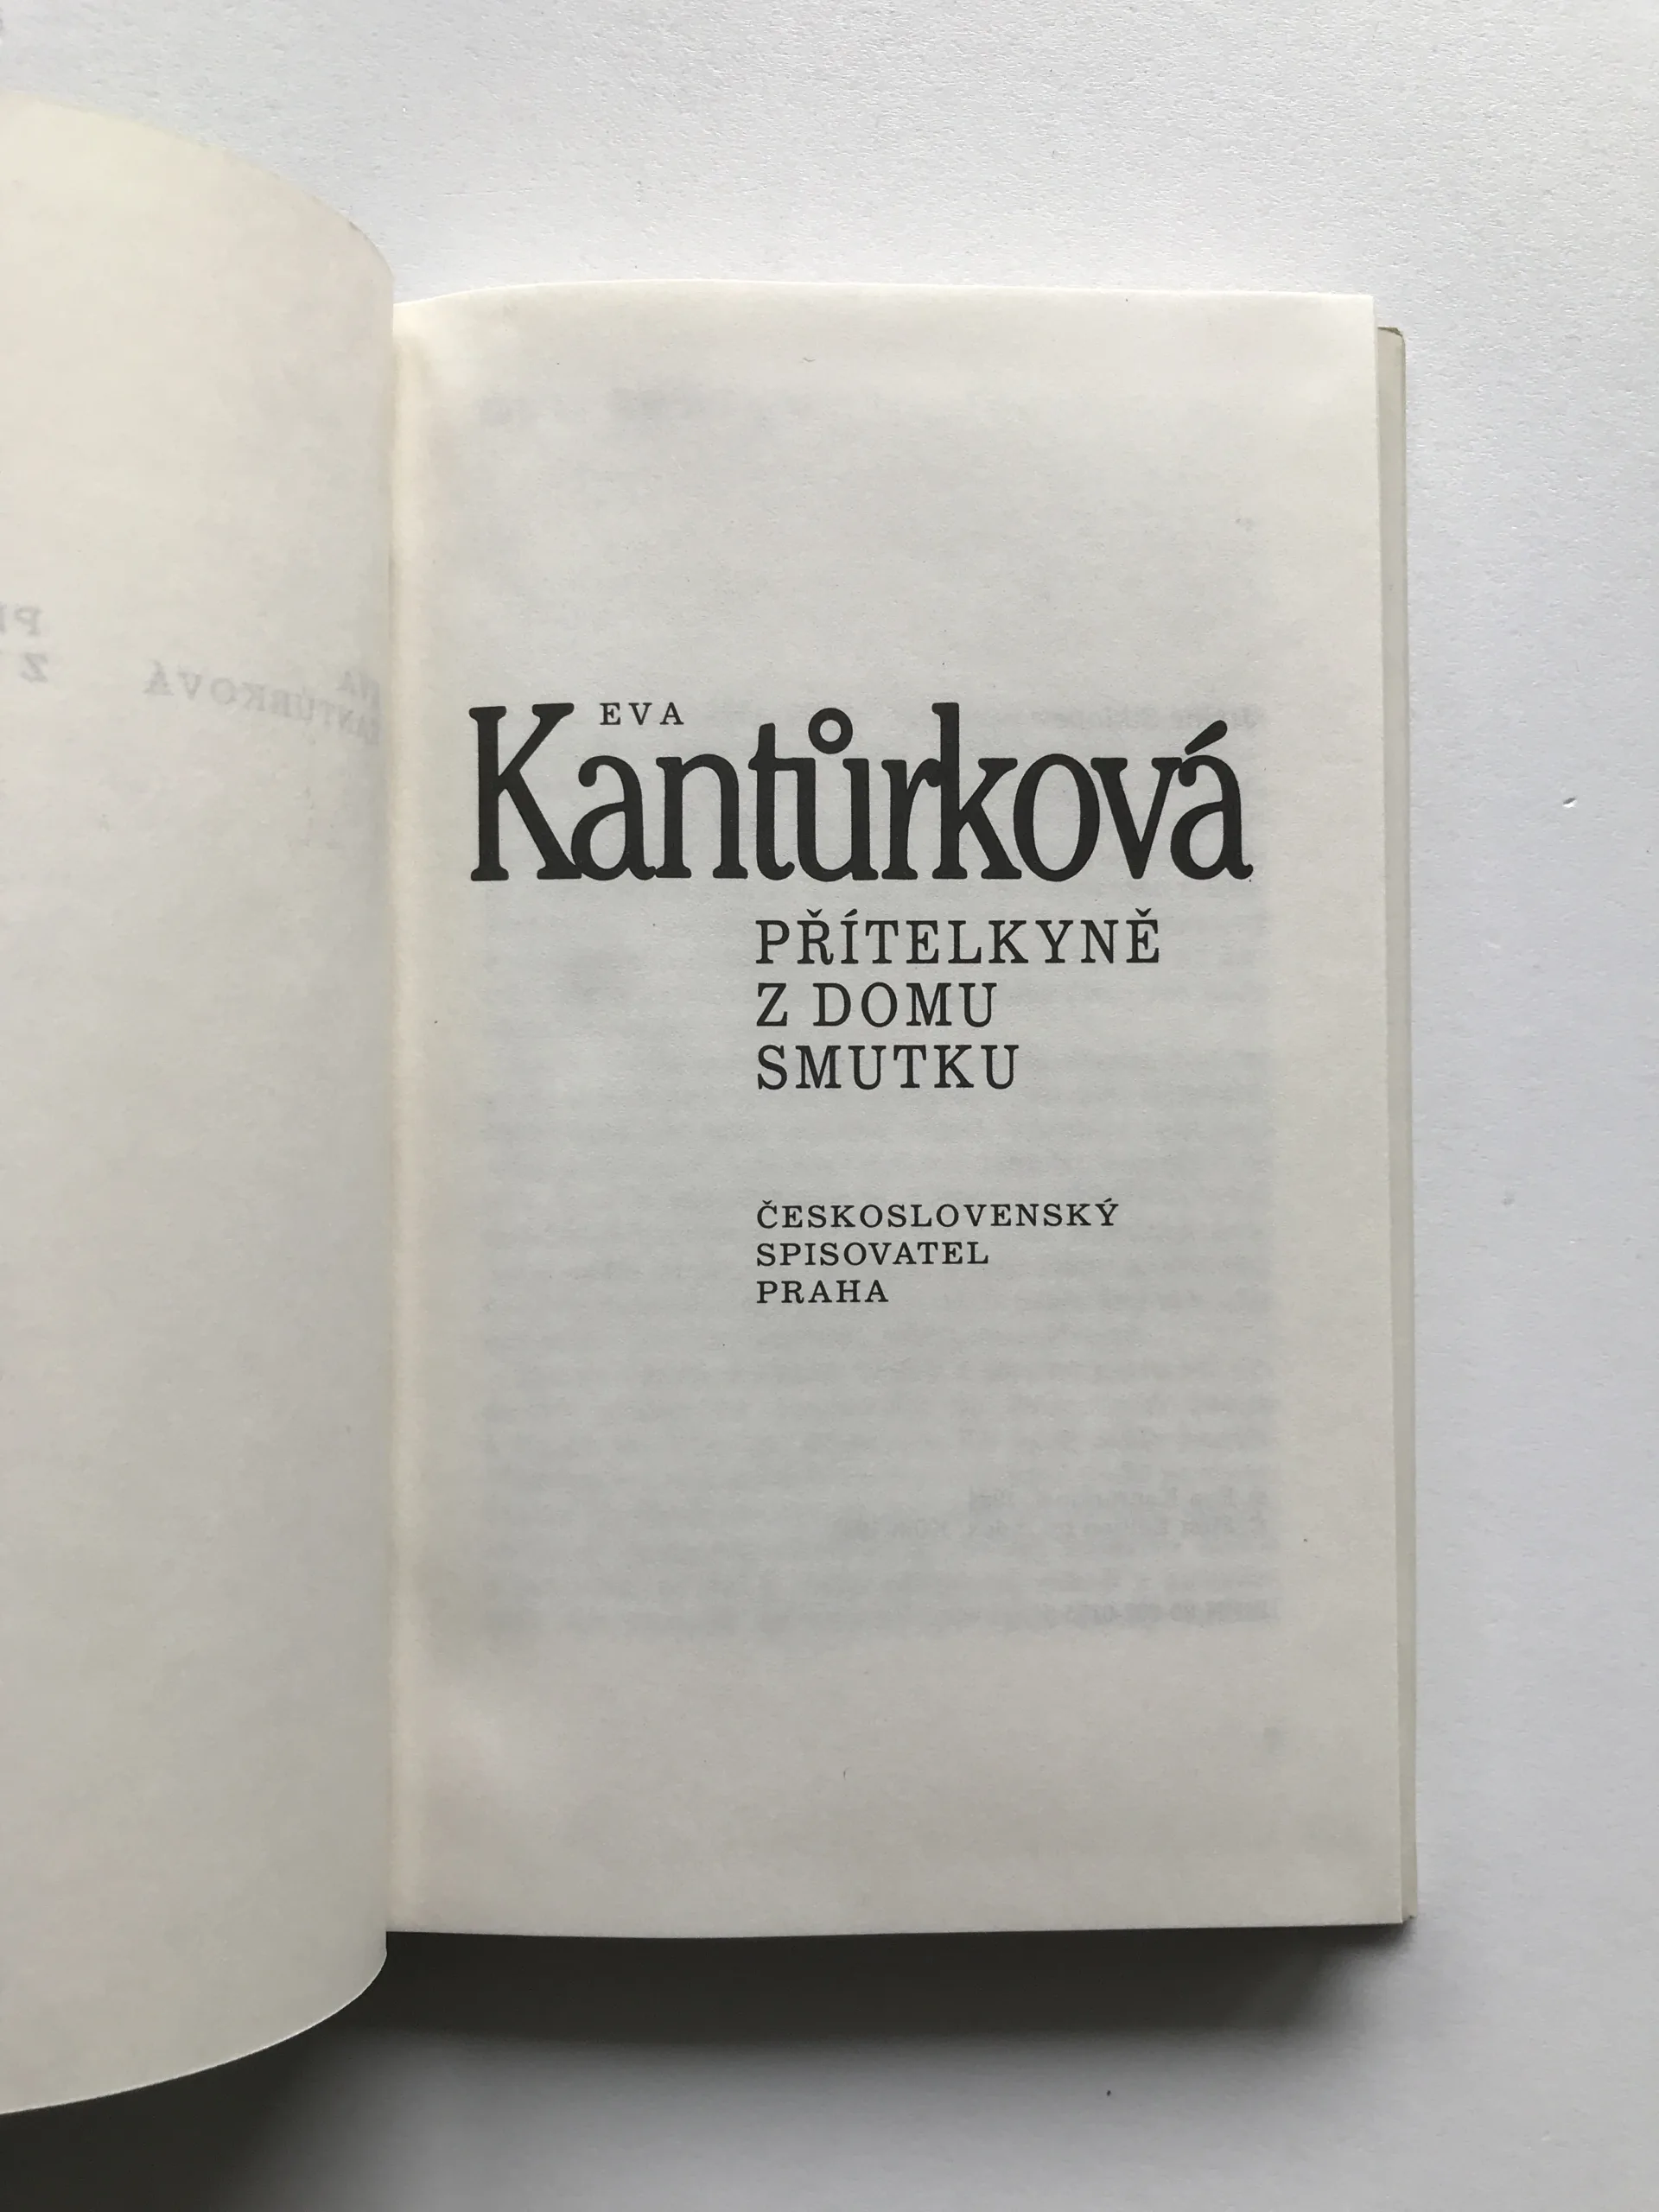 EVA
Kantůrková
PŘÍTELKYNĚ
Z DOMU
SMUTKU
ČESKOSLOVENSKÝ
SPISOVATEL
PRAHA